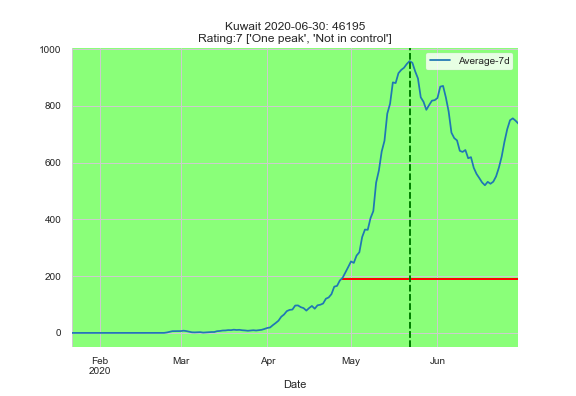 Kuwait 2020-06-30: 46195
Rating:7 ['One peak', 'Not in control']
Average-7d
1000
800
600
400
200
0
Feb
2020
Mar
Apr
May
Jun
Date